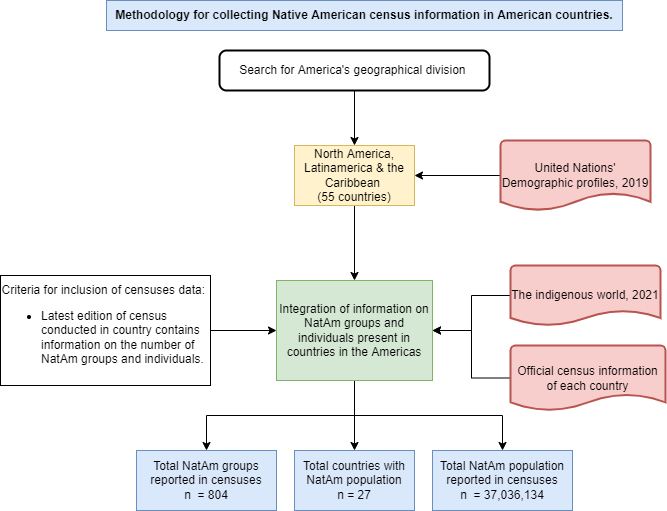 Methodology for collecting Native American census information in American countries.
Search for America's geographical division
North America,
Latinamerica & the
Caribbean
(55 countries)
United Nations'
Demographic profiles, 2019
Criteria for inclusion of censuses data:
• Latest edition of census
conducted in country contains
information on the number of
NatAm groups and individuals.
Integration of information on
NatAm groups and
individuals present in
countries in the Americas
The indigenous world, 2021
Official census information
of each country
Total NatAm groups
reported in censuses
n = 804
Total countries with
NatAm population
n = 27
Total NatAm population
reported in censuses
n = 37,036,134